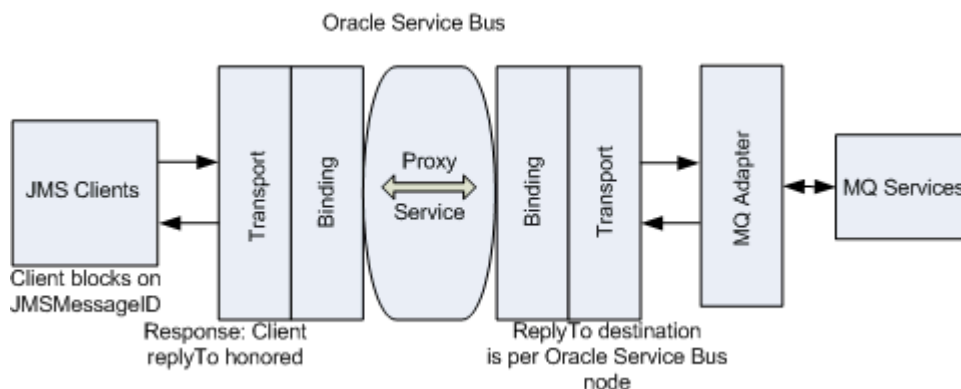 Oracle Service Bus
JMS Clients
Client blocks on
JMSMessageID
Transport
Binding
Response: Client
replyTo honored
Proxy
Service
Binding
Transport
ReplyTo destination
is per Oracle Service Bus
node
MQ Adapter
MQ Services